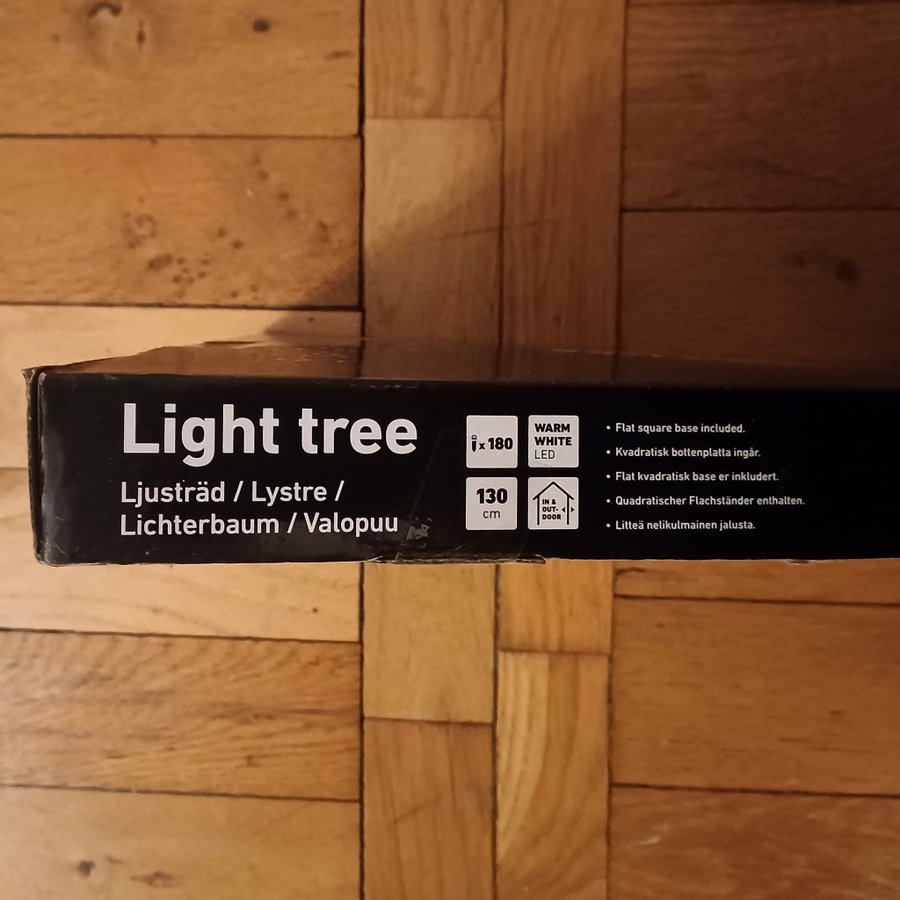 Light tree
Ljusträd / Lystre /
Lichterbaum / Valopuu
x 180
WARM
WHITE
LED
130
cm
IN &
OUT-
DOOR
• Flat square base included.
• Kvadratisk bottenplatta ingår.
• Flat kvadratisk base er inkludert.
• Quadratischer Flachständer enthalten.
• Litteä nelikulmainen jalusta.